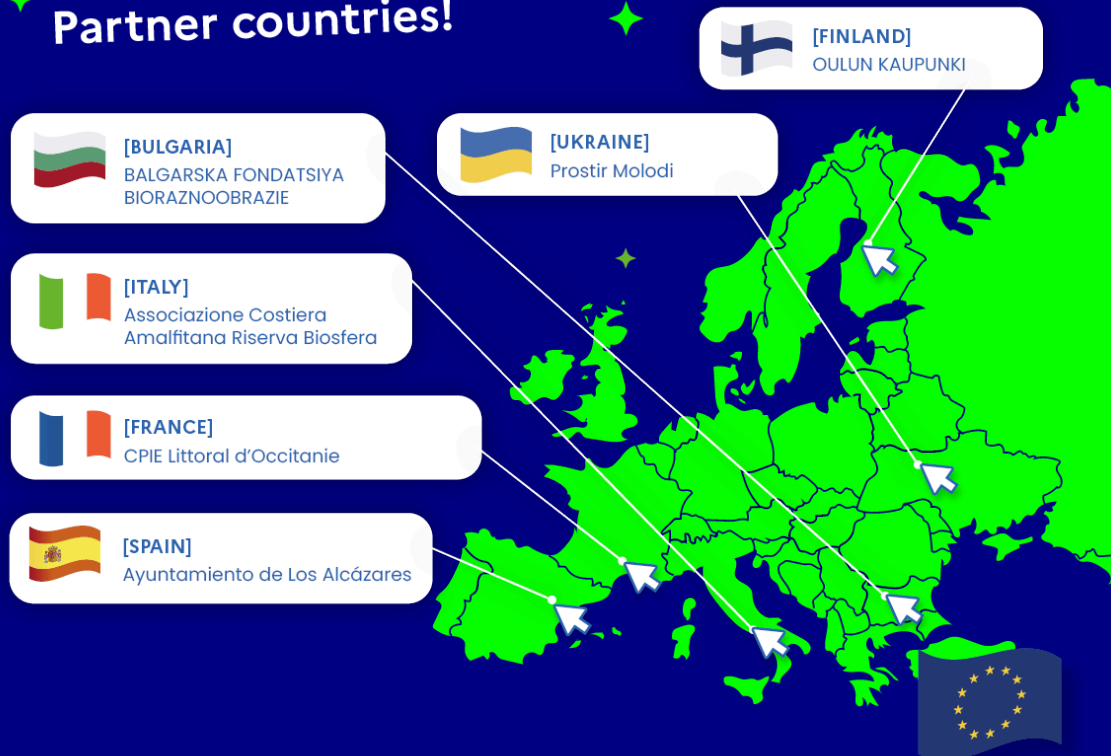 Partner countries!
[FINLAND]
OULUN KAUPUNKI
[BULGARIA]
BALGARSKA FONDATSIYA
BIORAZNOOBRAZIE
[UKRAINE]
Prostir Molodi
[ITALY]
Associazione Costiera
Amalfitana Riserva Biosfera
[FRANCE]
CPIE Littoral d’Occitanie
[SPAIN]
Ayuntamiento de Los Alcázares